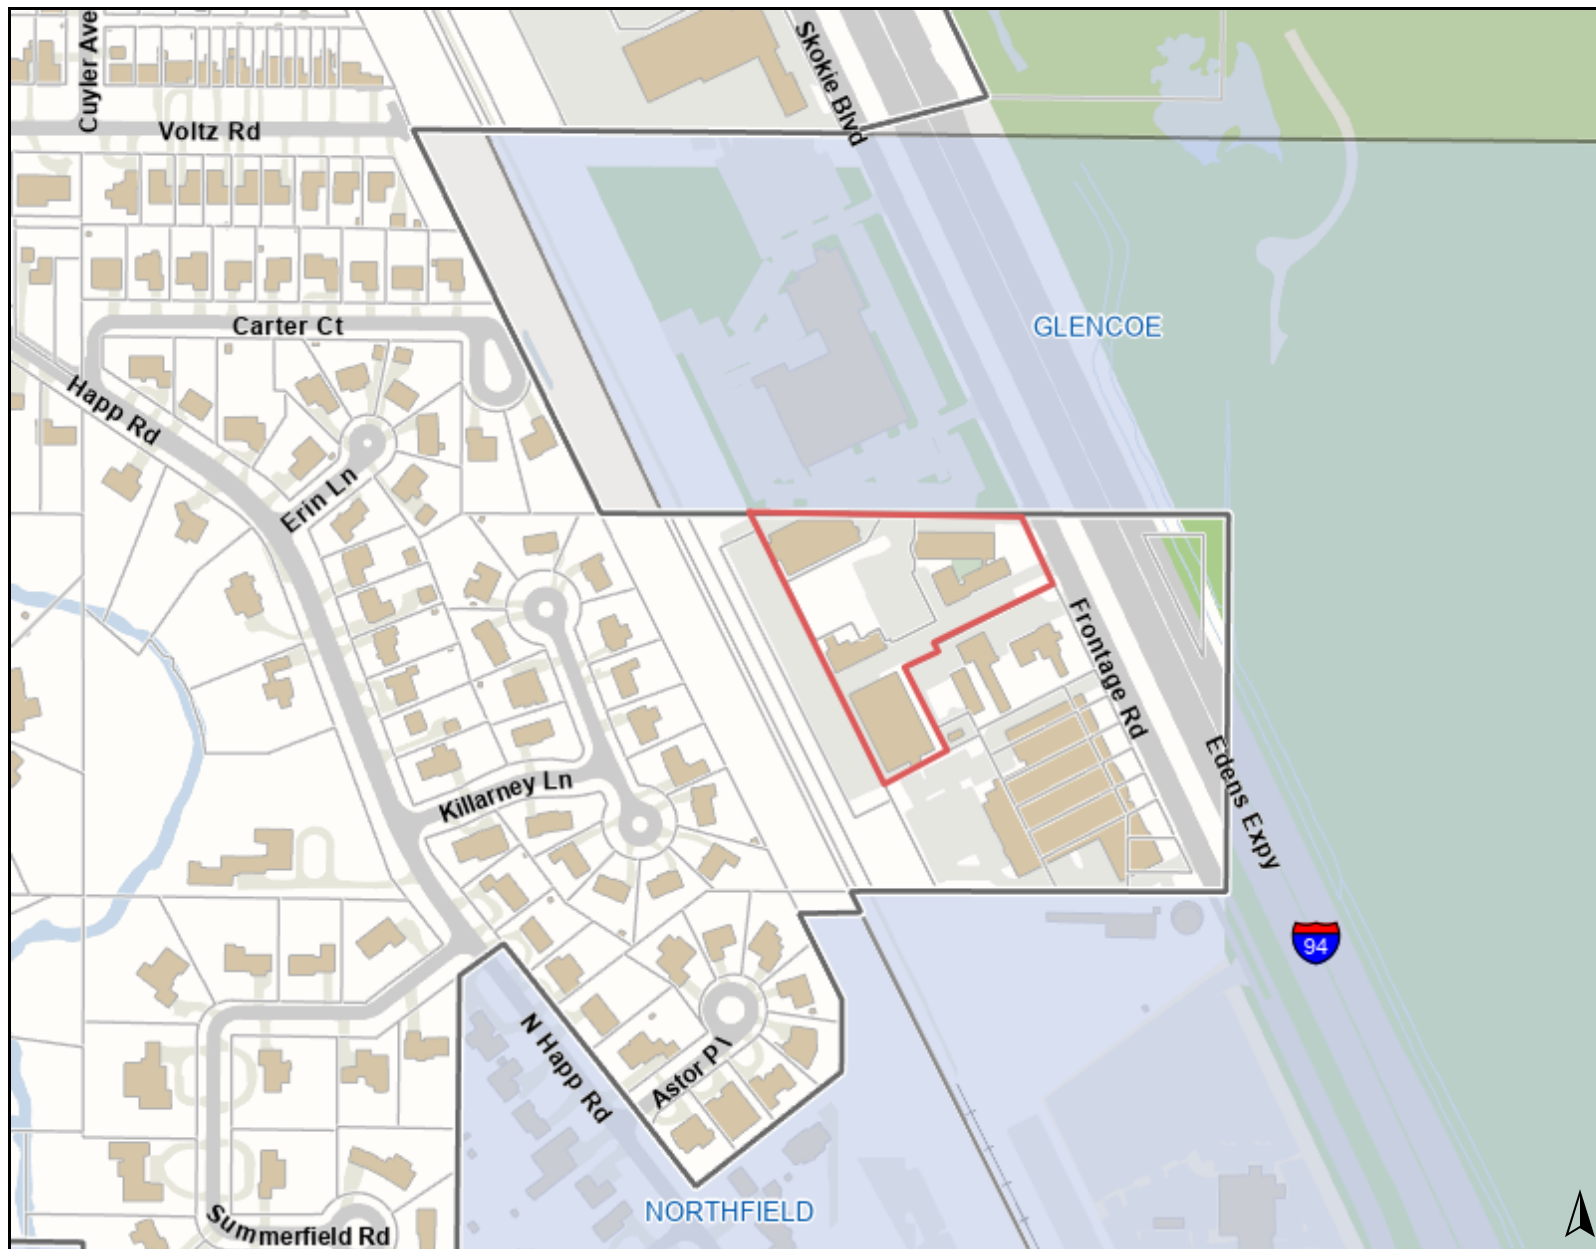 Cuyler Ave
Skokie Blvd
Voltz Rd
Carter Ct
GLENCOE
Happ Rd
Erin Ln
Frontage Rd
Killarney Ln
Edens Expy
94
N Happ Rd
Astor Pl
NORTHFIELD
Summerfield Rd